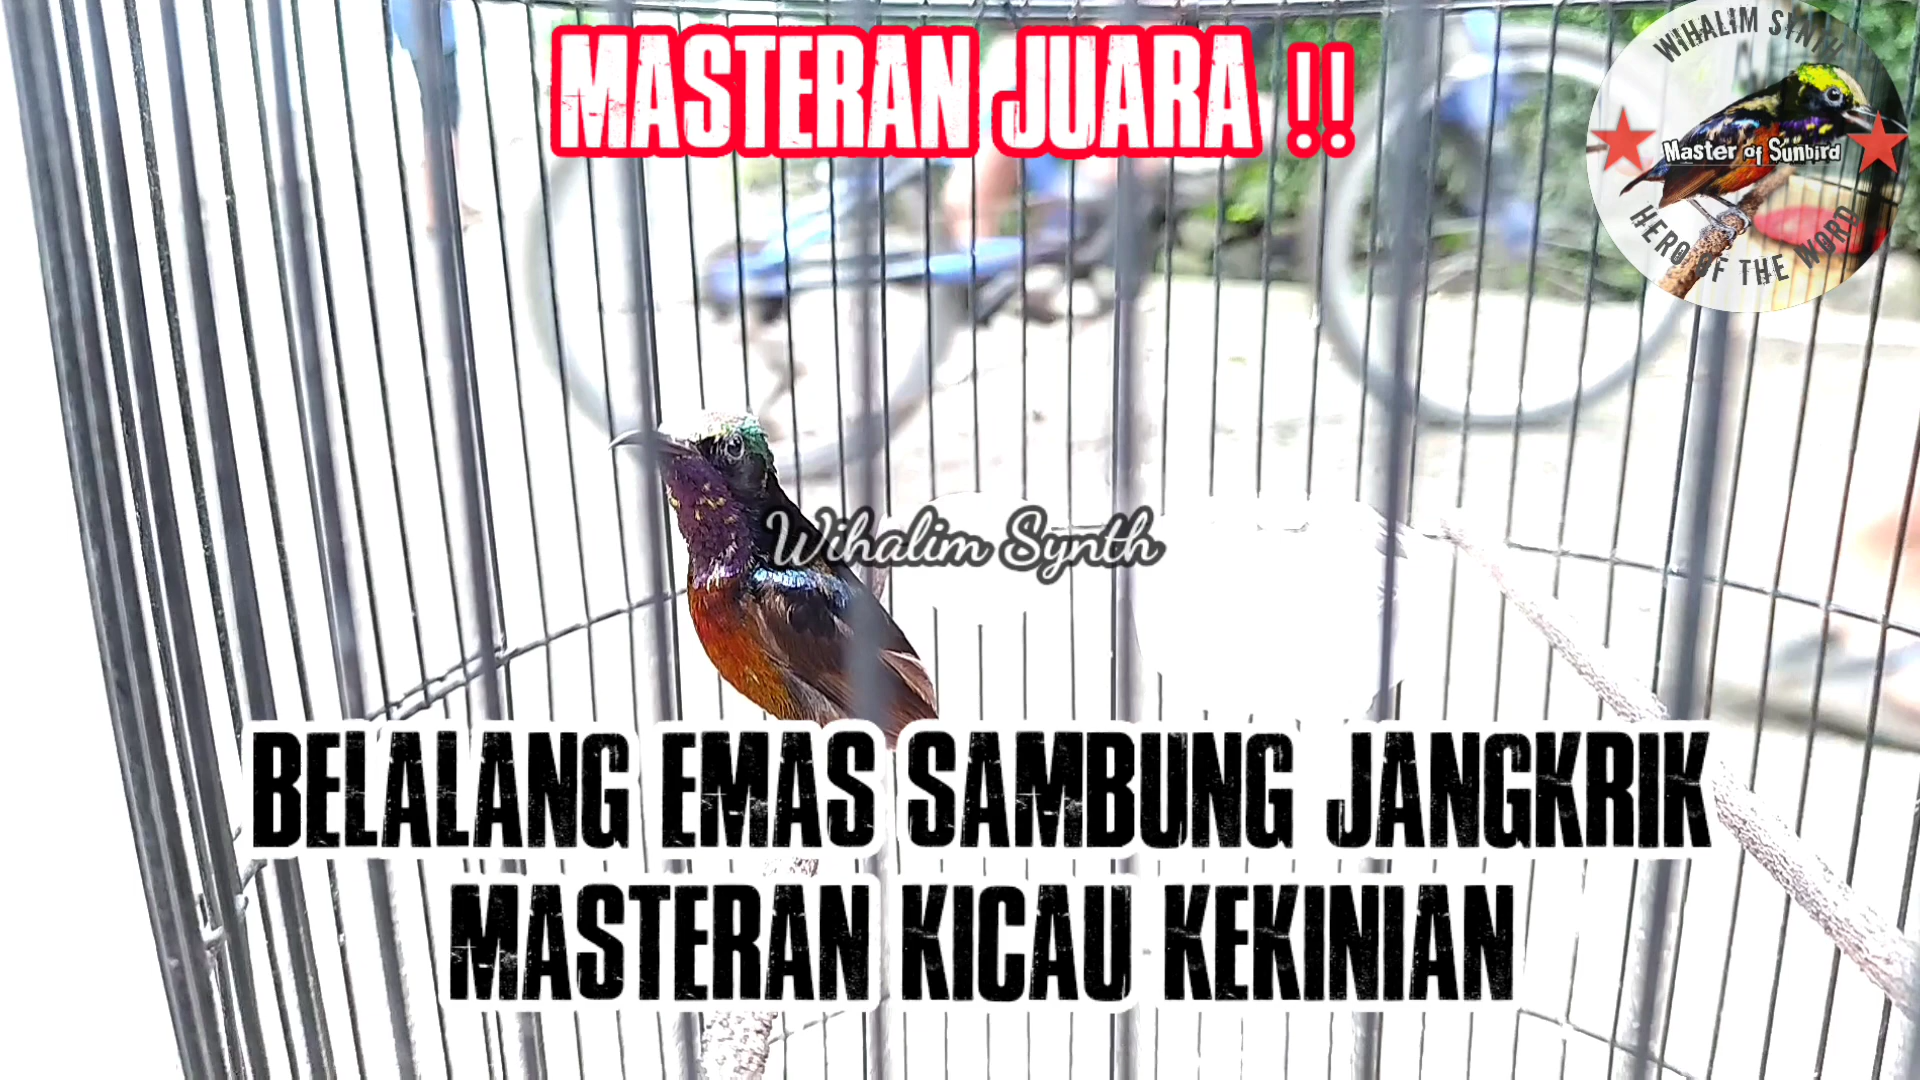 MASTERAN JUARA !!
WIHALIM SYNTH
Master of Sunbird
HERO OF THE WORD
Wihalim Synth
BELALANG EMAS SAMBUNG JANGKRIK
MASTERAN KICAU KEKINIAN